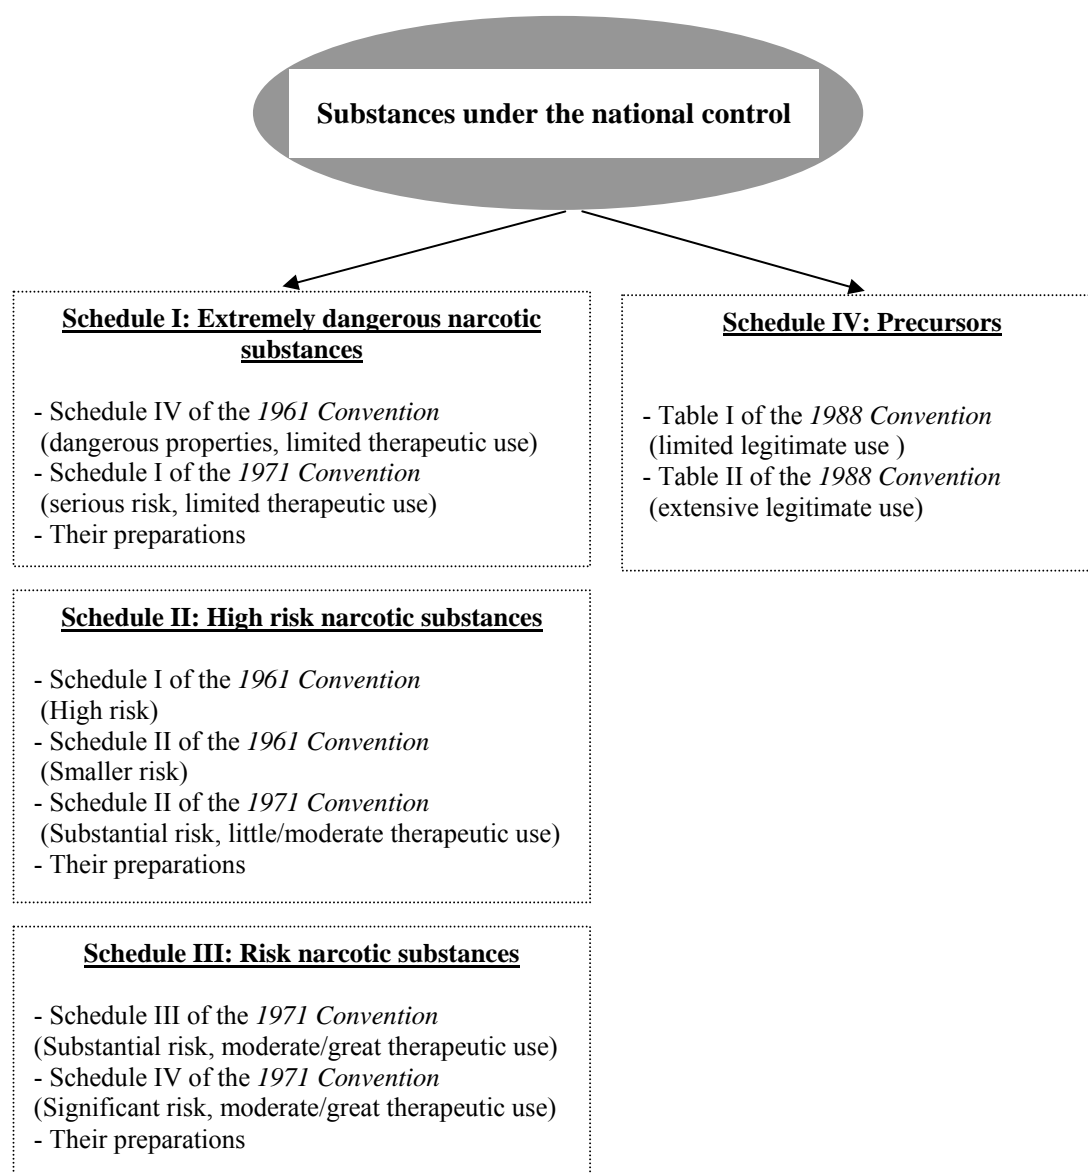 Substances under the national control
Schedule I: Extremely dangerous narcotic
substances
- Schedule IV of the 1961 Convention
(dangerous properties, limited therapeutic use)
- Schedule I of the 1971 Convention
(serious risk, limited therapeutic use)
- Their preparations
Schedule IV: Precursors
- Table I of the 1988 Convention
(limited legitimate use )
- Table II of the 1988 Convention
(extensive legitimate use)
Schedule II: High risk narcotic substances
- Schedule I of the 1961 Convention
(High risk)
- Schedule II of the 1961 Convention
(Smaller risk)
- Schedule II of the 1971 Convention
(Substantial risk, little/moderate therapeutic use)
- Their preparations
Schedule III: Risk narcotic substances
- Schedule III of the 1971 Convention
(Substantial risk, moderate/great therapeutic use)
- Schedule IV of the 1971 Convention
(Significant risk, moderate/great therapeutic use)
- Their preparations